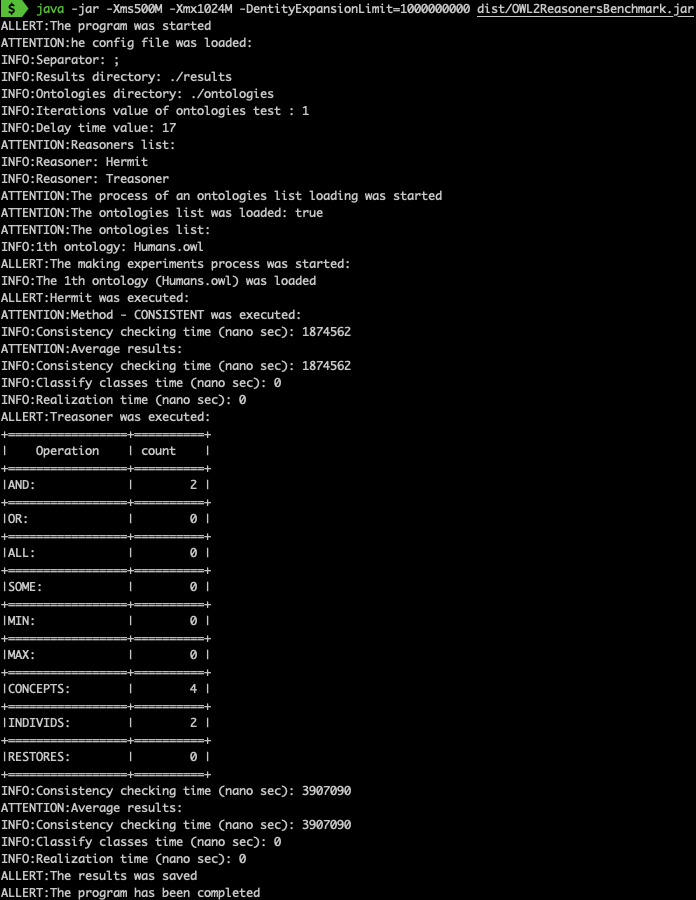 $ java -jar -Xms500M -Xmx1024M -DentityExpansionLimit=1000000000 dist/OWL2ReasonersBenchmark.jar
ALLERT:The program was started
ATTENTION:he config file was loaded:
INFO:Separator: ;
INFO:Results directory: ./results
INFO:Ontologies directory: ./ontologies
INFO:Iterations value of ontologies test : 1
INFO:Delay time value: 17
ATTENTION:Reasoners list:
INFO:Reasoner: Hermit
INFO:Reasoner: Treasoner
ATTENTION:The process of an ontologies list loading was started
ATTENTION:The ontologies list was loaded: true
ATTENTION:The ontologies list:
INFO:1th ontology: Humans.owl
ALLERT:The making experiments process was started:
INFO:The 1th ontology (Humans.owl) was loaded
ALLERT:Hermit was executed:
ATTENTION:Method - CONSISTENT was executed:
INFO:Consistency checking time (nano sec): 1874562
ATTENTION:Average results:
INFO:Consistency checking time (nano sec): 1874562
INFO:Classify classes time (nano sec): 0
INFO:Realization time (nano sec): 0
ALLERT:Treasoner was executed:
+=================+==========+
|    Operation    | count    |
+=================+==========+
|AND:             |        2 |
+=================+==========+
|OR:              |        0 |
+=================+==========+
|ALL:             |        0 |
+=================+==========+
|SOME:            |        0 |
+=================+==========+
|MIN:             |        0 |
+=================+==========+
|MAX:             |        0 |
+=================+==========+
|CONCEPTS:        |        4 |
+=================+==========+
|INDIVIDS:        |        2 |
+=================+==========+
|RESTORES:        |        0 |
+=================+==========+
INFO:Consistency checking time (nano sec): 3907090
ATTENTION:Average results:
INFO:Consistency checking time (nano sec): 3907090
INFO:Classify classes time (nano sec): 0
INFO:Realization time (nano sec): 0
ALLERT:The results was saved
ALLERT:The program has been completed